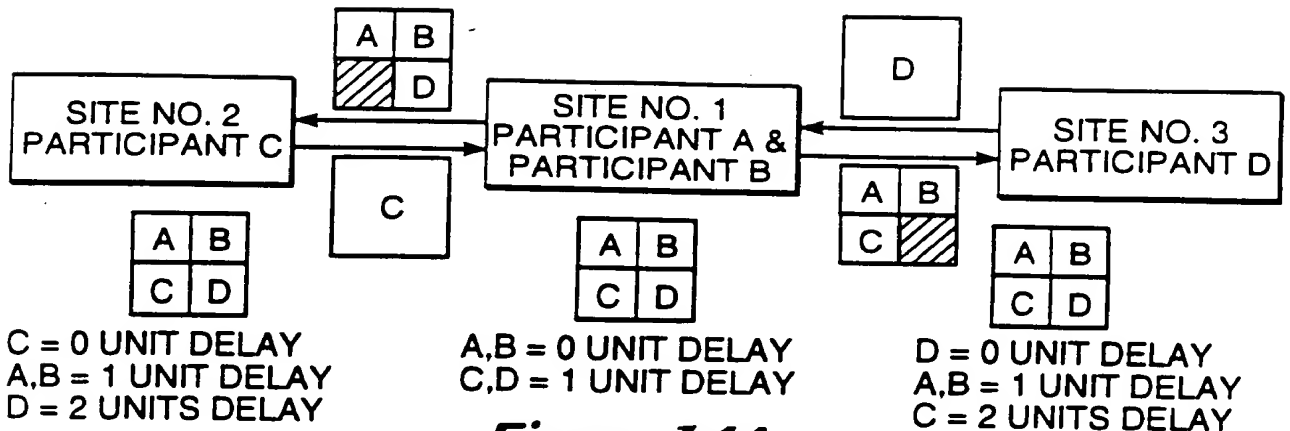 A B
D
D
SITE NO. 2
PARTICIPANT C
SITE NO. 1
PARTICIPANT A &
PARTICIPANT B
SITE NO. 3
PARTICIPANT D
C
A B
C
A B
C D
C = 0 UNIT DELAY
A,B = 1 UNIT DELAY
D = 2 UNITS DELAY
A B
C D
A,B = 0 UNIT DELAY
C,D = 1 UNIT DELAY
A B
C D
D = 0 UNIT DELAY
A,B = 1 UNIT DELAY
C = 2 UNITS DELAY